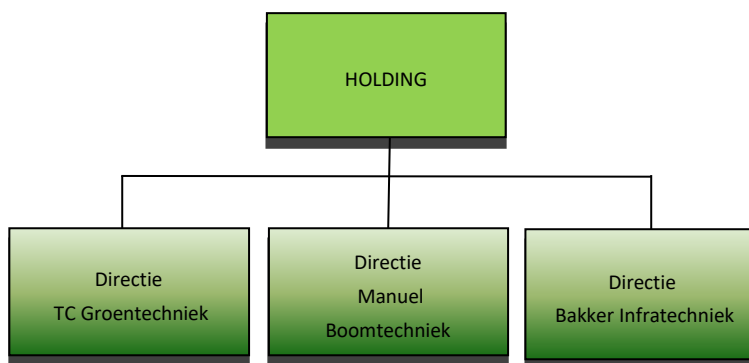 HOLDING
Directie
TC Groentechniek
Directie
Manuel
Boomtechniek
Directie
Bakker Infratechniek